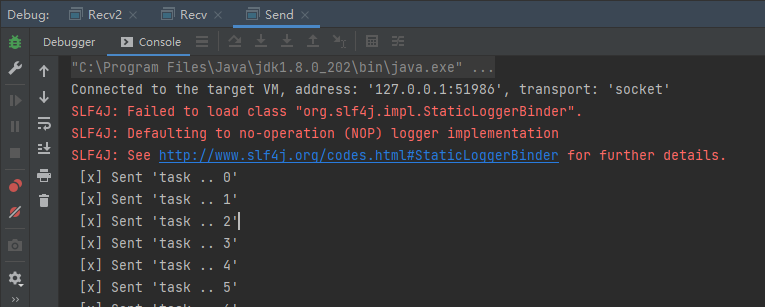 Debug: Recv2 Recv Send
Debugger Console
"C:\Program Files\Java\jdk1.8.0_202\bin\java.exe" ...
Connected to the target VM, address: '127.0.0.1:51986', transport: 'socket'
SLF4J: Failed to load class "org.slf4j.impl.StaticLoggerBinder".
SLF4J: Defaulting to no-operation (NOP) logger implementation
SLF4J: See http://www.slf4j.org/codes.html#StaticLoggerBinder for further details.
[x] Sent 'task .. 0'
[x] Sent 'task .. 1'
[x] Sent 'task .. 2'
[x] Sent 'task .. 3'
[x] Sent 'task .. 4'
[x] Sent 'task .. 5'